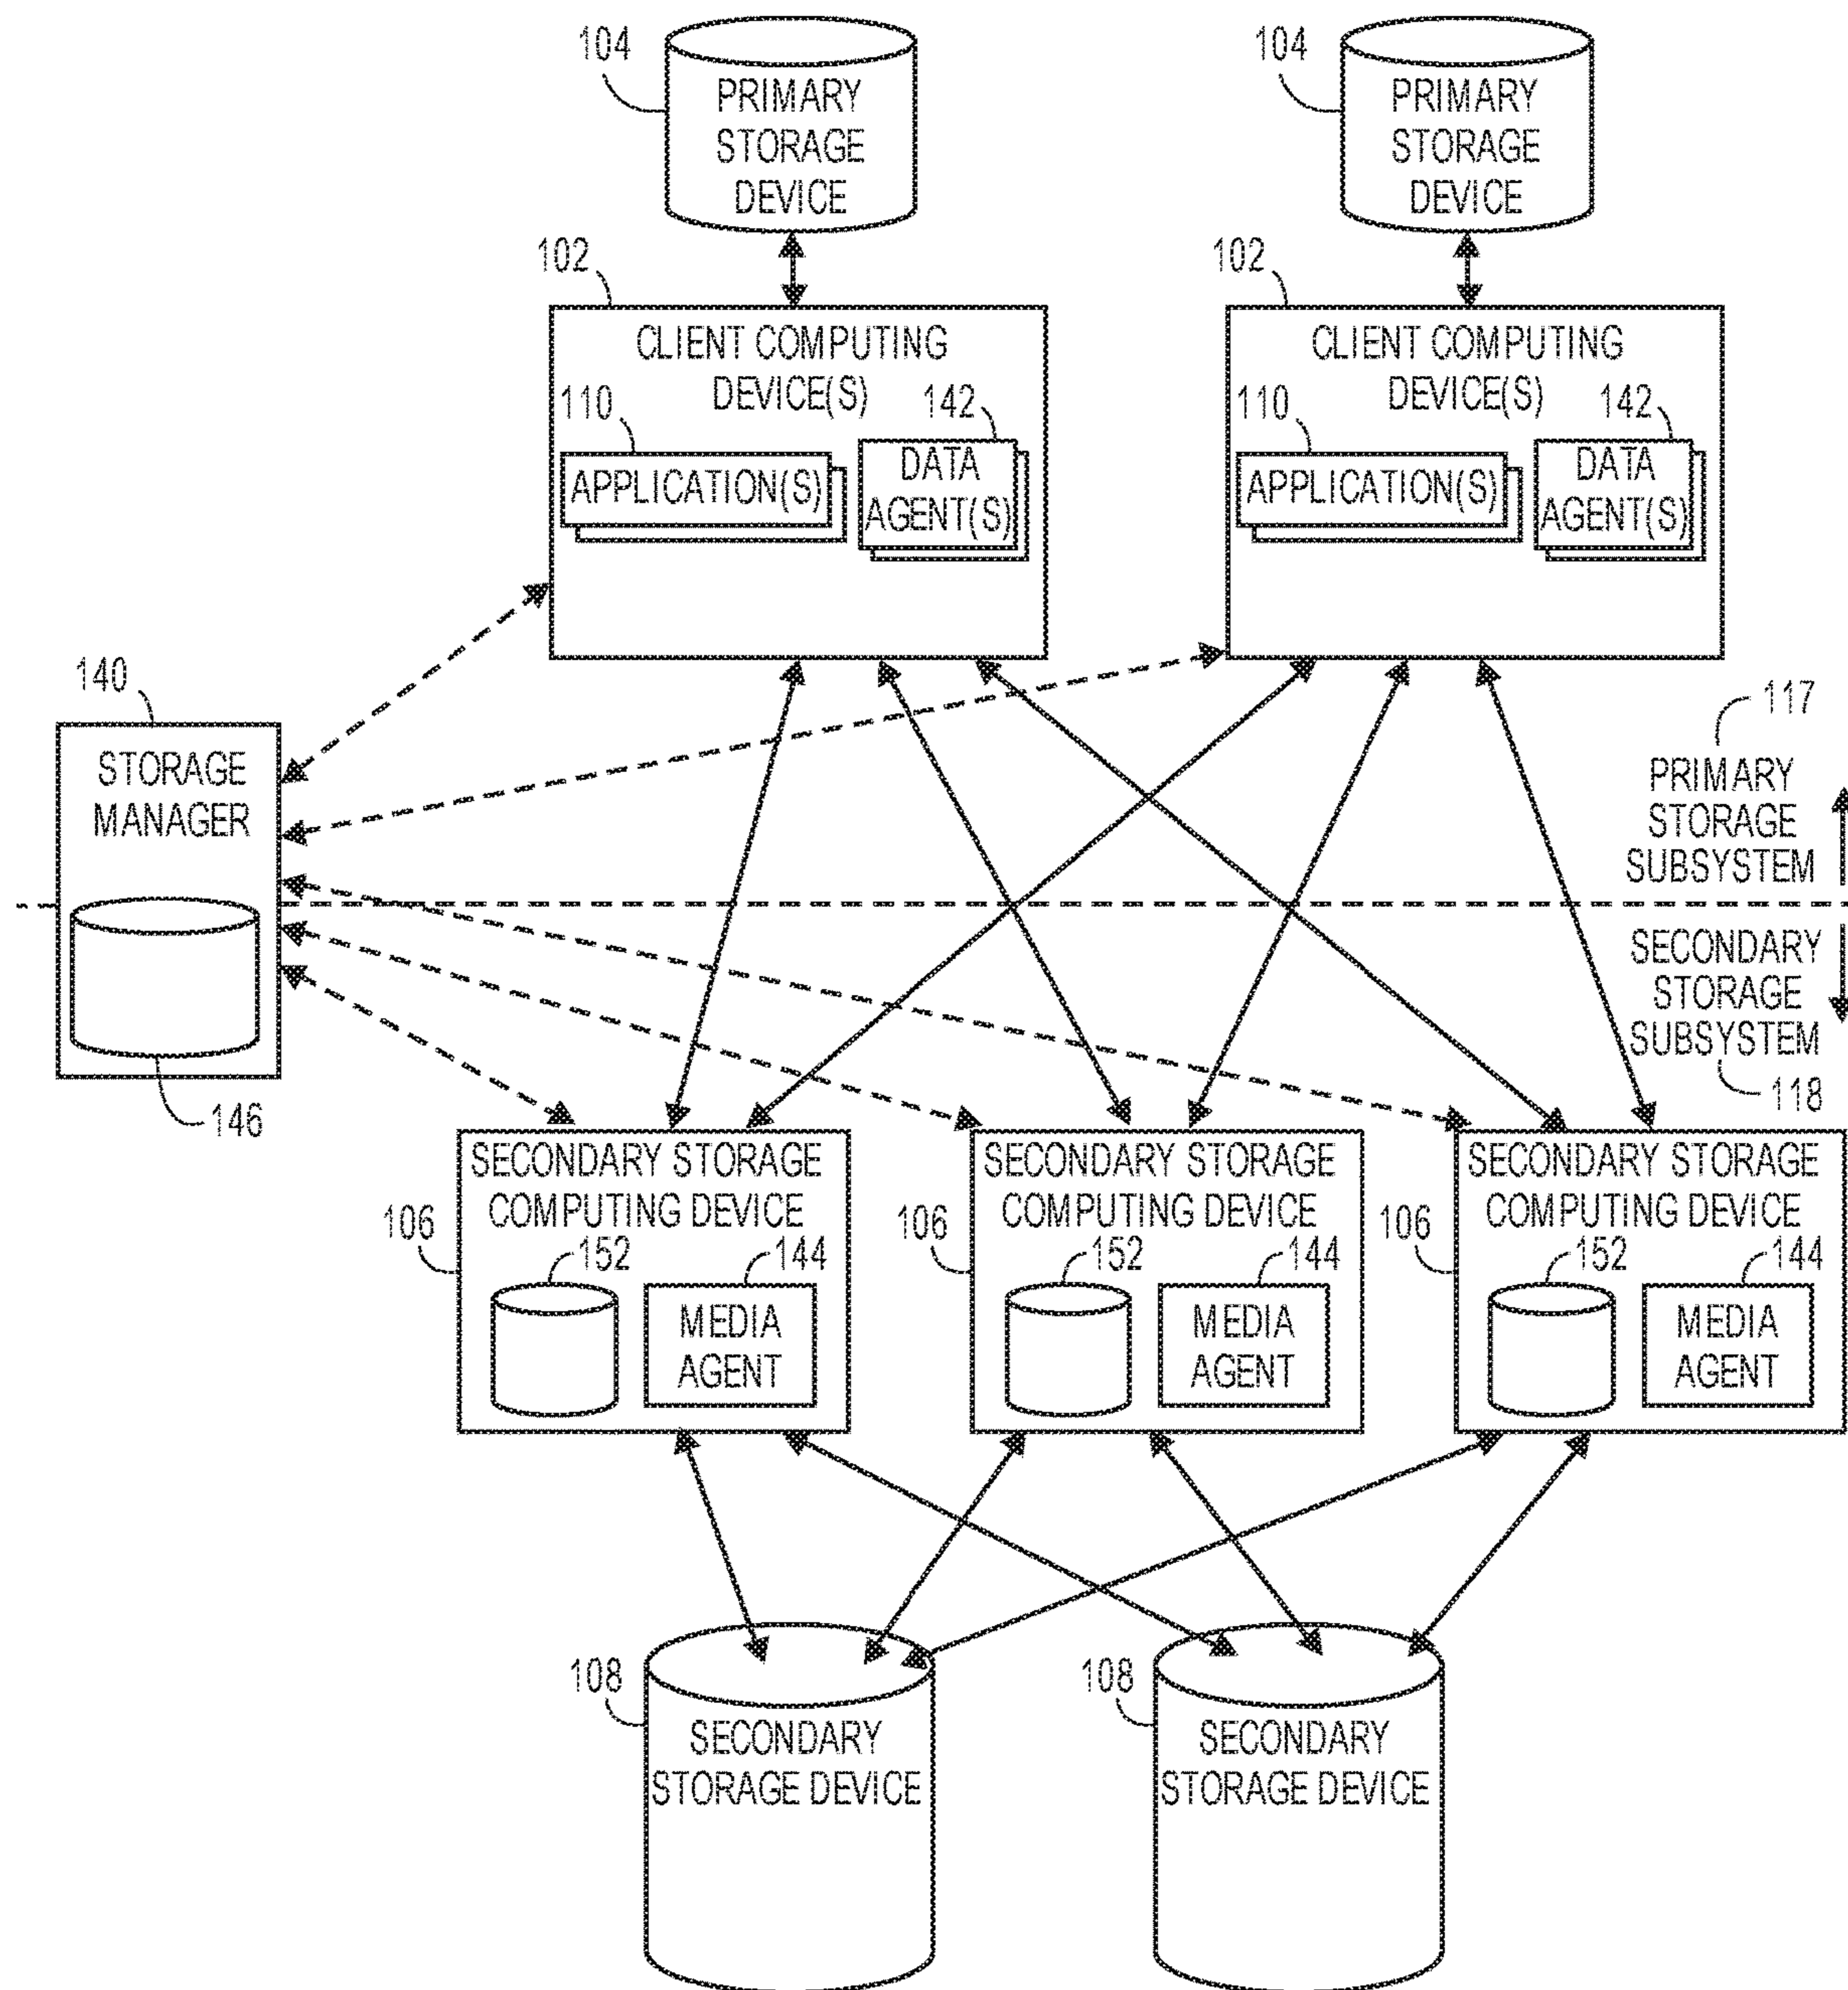 104
PRIMARY
STORAGE
DEVICE
104
PRIMARY
STORAGE
DEVICE
102
CLIENT COMPUTING
DEVICE(S)
110
142
APPLICATION(S)
DATA
AGENT(S)
102
CLIENT COMPUTING
DEVICE(S)
110
142
APPLICATION(S)
DATA
AGENT(S)
140
STORAGE
MANAGER
146
117
PRIMARY
STORAGE
SUBSYSTEM
SECONDARY
STORAGE
SUBSYSTEM
118
SECONDARY STORAGE
COMPUTING DEVICE
106
152
144
MEDIA
AGENT
SECONDARY STORAGE
COMPUTING DEVICE
106
152
144
MEDIA
AGENT
SECONDARY STORAGE
COMPUTING DEVICE
106
152
144
MEDIA
AGENT
108
SECONDARY
STORAGE DEVICE
108
SECONDARY
STORAGE DEVICE